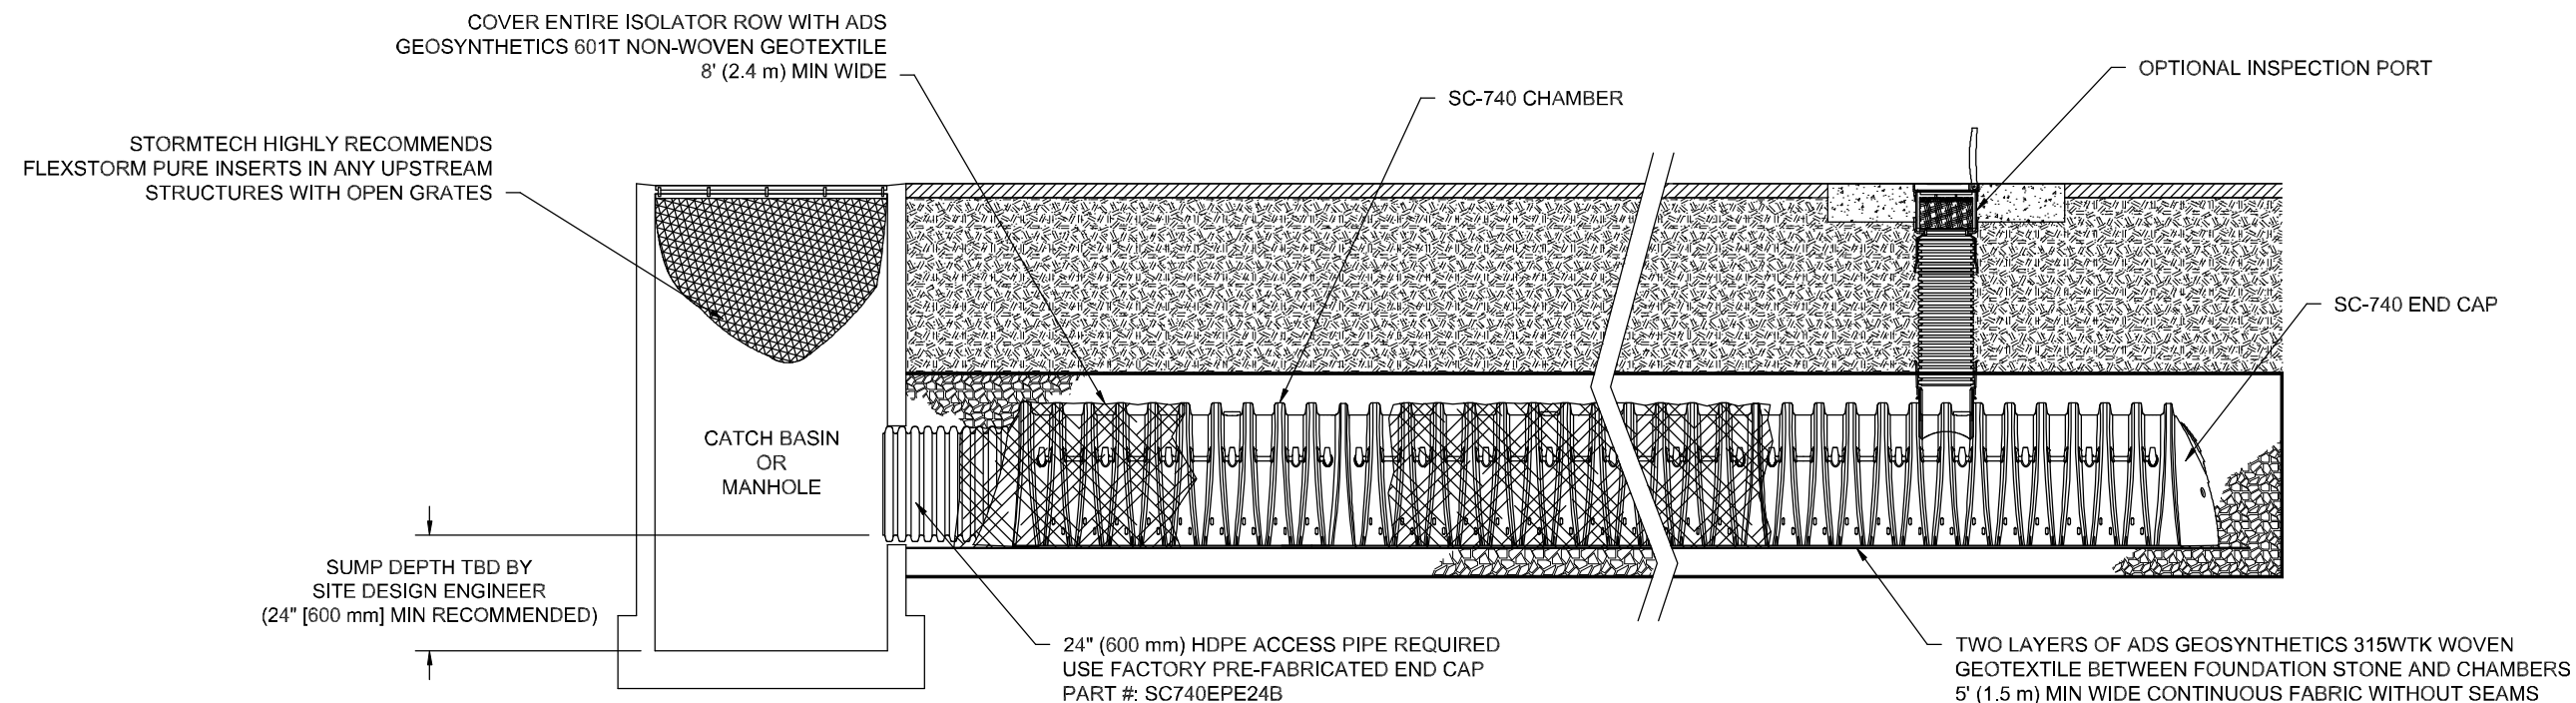 COVER ENTIRE ISOLATOR ROW WITH ADS
GEOSYNTHETICS 601T NON-WOVEN GEOTEXTILE
8' (2.4 m) MIN WIDE
OPTIONAL INSPECTION PORT
SC-740 CHAMBER
STORMTECH HIGHLY RECOMMENDS
FLEXSTORM PURE INSERTS IN ANY UPSTREAM
STRUCTURES WITH OPEN GRATES
SC-740 END CAP
CATCH BASIN
OR
MANHOLE
SUMP DEPTH TBD BY
SITE DESIGN ENGINEER
(24" [600 mm] MIN RECOMMENDED)
24" (600 mm) HDPE ACCESS PIPE REQUIRED
USE FACTORY PRE-FABRICATED END CAP
PART #: SC740EPE24B
TWO LAYERS OF ADS GEOSYNTHETICS 315WTK WOVEN
GEOTEXTILE BETWEEN FOUNDATION STONE AND CHAMBERS
5' (1.5 m) MIN WIDE CONTINUOUS FABRIC WITHOUT SEAMS